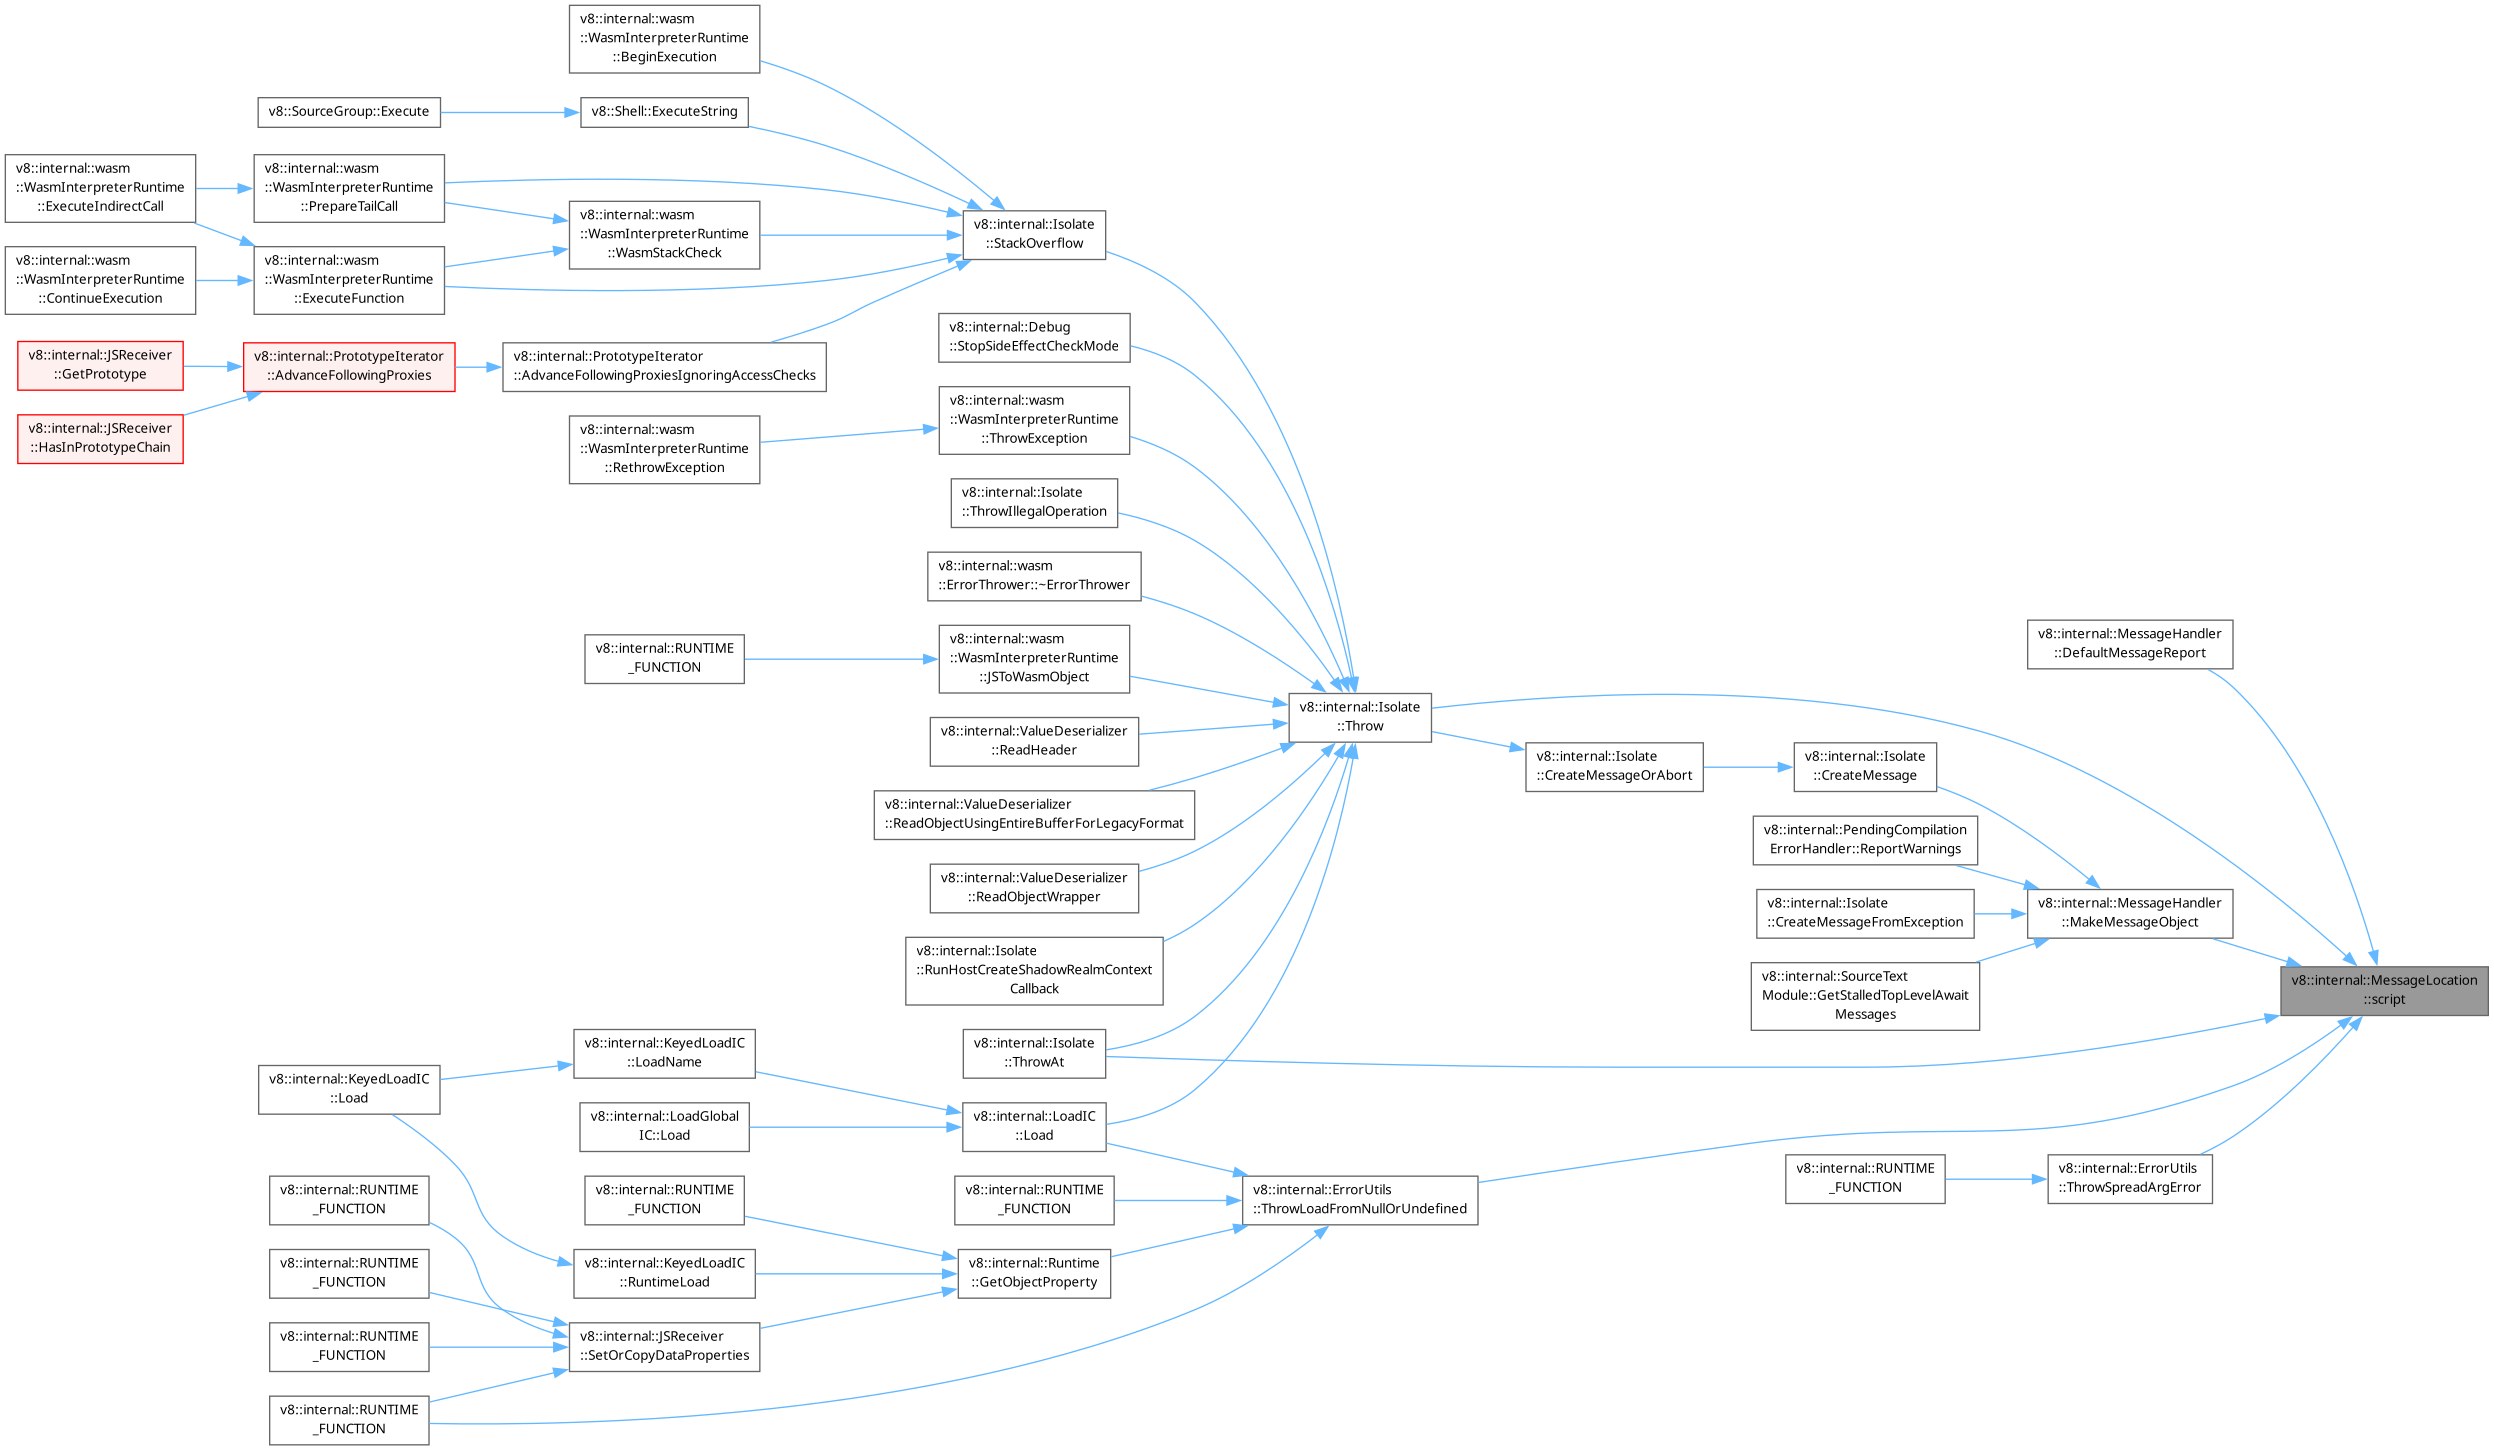 v8::internal::wasm
::WasmInterpreterRuntime
::BeginExecution
v8::SourceGroup::Execute
v8::Shell::ExecuteString
v8::internal::wasm
::WasmInterpreterRuntime
::ExecuteIndirectCall
v8::internal::wasm
::WasmInterpreterRuntime
::PrepareTailCall
v8::internal::wasm
::WasmInterpreterRuntime
::WasmStackCheck
v8::internal::Isolate
::StackOverflow
v8::internal::wasm
::WasmInterpreterRuntime
::ContinueExecution
v8::internal::wasm
::WasmInterpreterRuntime
::ExecuteFunction
v8::internal::JSReceiver
::GetPrototype
v8::internal::PrototypeIterator
::AdvanceFollowingProxies
v8::internal::PrototypeIterator
::AdvanceFollowingProxiesIgnoringAccessChecks
v8::internal::Debug
::StopSideEffectCheckMode
v8::internal::JSReceiver
::HasInPrototypeChain
v8::internal::wasm
::WasmInterpreterRuntime
::RethrowException
v8::internal::wasm
::WasmInterpreterRuntime
::ThrowException
v8::internal::Isolate
::ThrowIllegalOperation
v8::internal::wasm
::ErrorThrower::~ErrorThrower
v8::internal::RUNTIME
_FUNCTION
v8::internal::wasm
::WasmInterpreterRuntime
::JSToWasmObject
v8::internal::MessageHandler
::DefaultMessageReport
v8::internal::Isolate
::Throw
v8::internal::ValueDeserializer
::ReadHeader
v8::internal::Isolate
::CreateMessageOrAbort
v8::internal::Isolate
::CreateMessage
v8::internal::ValueDeserializer
::ReadObjectUsingEntireBufferForLegacyFormat
v8::internal::PendingCompilation
ErrorHandler::ReportWarnings
v8::internal::ValueDeserializer
::ReadObjectWrapper
v8::internal::Isolate
::CreateMessageFromException
v8::internal::MessageHandler
::MakeMessageObject
v8::internal::Isolate
::RunHostCreateShadowRealmContext
Callback
v8::internal::SourceText
Module::GetStalledTopLevelAwait
Messages
v8::internal::MessageLocation
::script
v8::internal::KeyedLoadIC
::LoadName
v8::internal::Isolate
::ThrowAt
v8::internal::KeyedLoadIC
::Load
v8::internal::LoadGlobal
IC::Load
v8::internal::LoadIC
::Load
v8::internal::RUNTIME
_FUNCTION
v8::internal::ErrorUtils
::ThrowSpreadArgError
v8::internal::RUNTIME
_FUNCTION
v8::internal::RUNTIME
_FUNCTION
v8::internal::RUNTIME
_FUNCTION
v8::internal::ErrorUtils
::ThrowLoadFromNullOrUndefined
v8::internal::RUNTIME
_FUNCTION
v8::internal::KeyedLoadIC
::RuntimeLoad
v8::internal::Runtime
::GetObjectProperty
v8::internal::RUNTIME
_FUNCTION
v8::internal::JSReceiver
::SetOrCopyDataProperties
v8::internal::RUNTIME
_FUNCTION